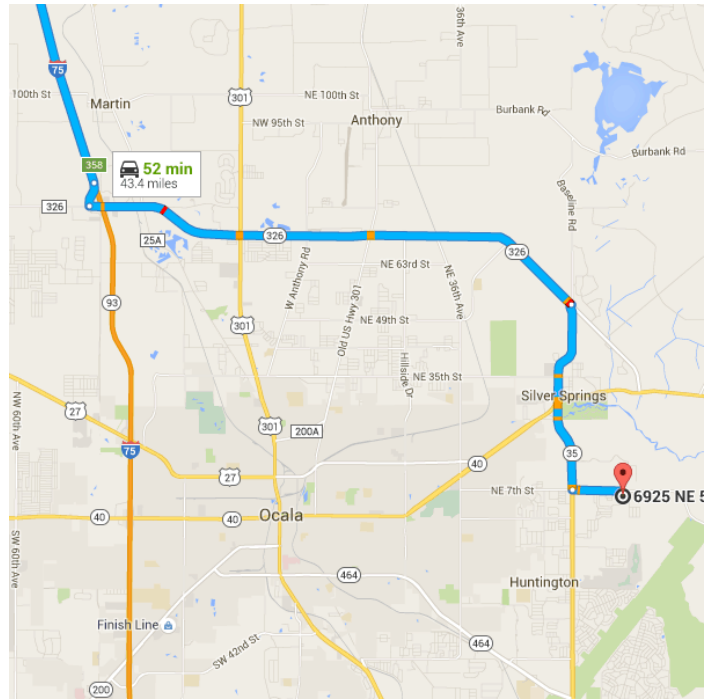 36th Ave
75
100th St
Martin
301
NE 100th St
NW 95th St
Anthony
Burbank Rd
Burbank Rd
358
52 min
43.4 miles
Baseline Rd
326
25A
326
326
W Anthony Rd
NE 63rd St
NE 36th Ave
Old US Hwy 301
93
301
NE 49th St
Hillside Dr
NE 35th St
Silver Springs
NW 60th Ave
27
301
200A
75
27
40
35
NE 7th St
6925 NE 5
40
40
Ocala
SW 60th Ave
464
Huntington
Finish Line
SW 42nd St
464
200